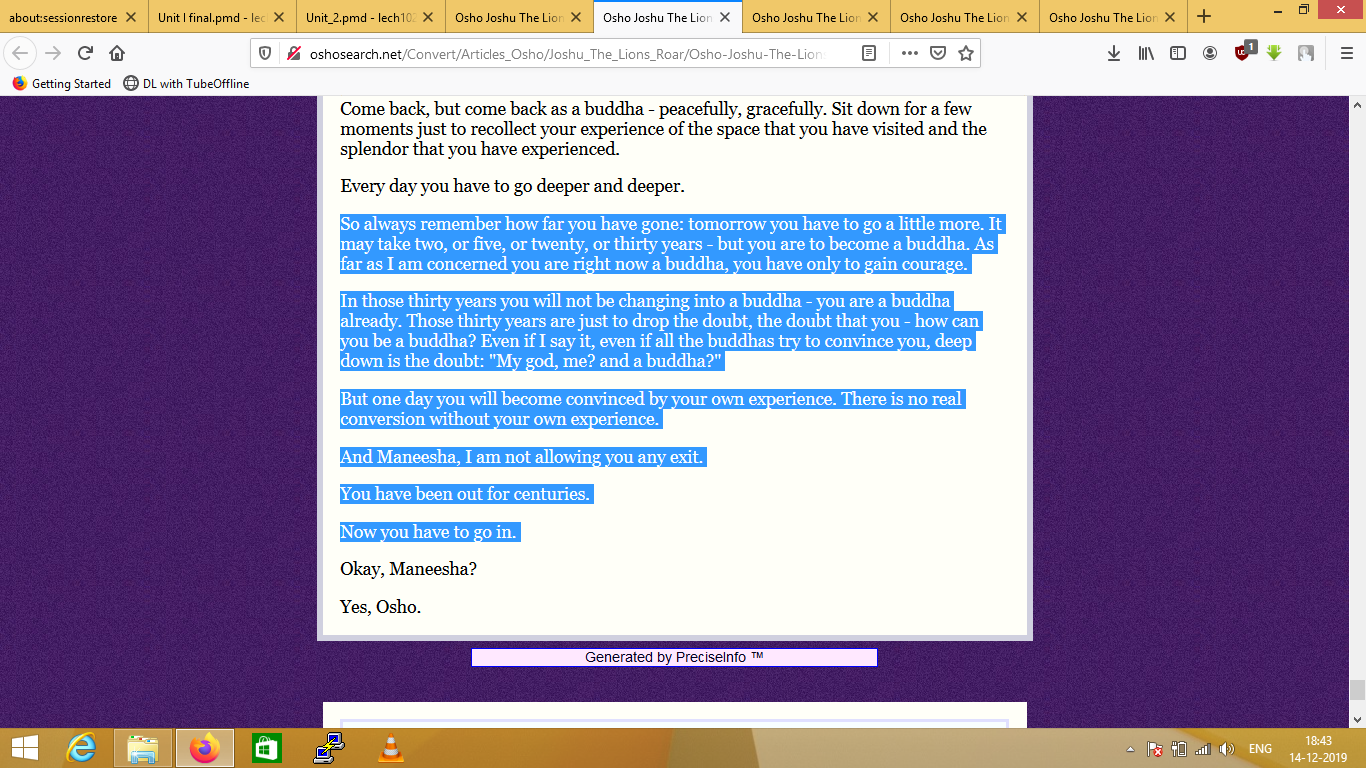 about:sessionrestore
Unit I final.pmd - lech
Unit_2.pmd - lech102
Osho Joshu The Lion
Osho Joshu The Lion
Osho Joshu The Lion
Osho Joshu The Lion
Osho Joshu The Lion
oshosearch.net/Convert/Articles_Osho/Joshu_The_Lions_Roar/Osho-Joshu-The-Lions
1
Getting Started
DL with TubeOffline
Come back, but come back as a buddha - peacefully, gracefully. Sit down for a few
moments just to recollect your experience of the space that you have visited and the
splendor that you have experienced.
Every day you have to go deeper and deeper.
So always remember how far you have gone: tomorrow you have to go a little more. It
may take two, or five, or twenty, or thirty years - but you are to become a buddha. As
far as I am concerned you are right now a buddha, you have only to gain courage.
In those thirty years you will not be changing into a buddha - you are a buddha
already. Those thirty years are just to drop the doubt, the doubt that you - how can
you be a buddha? Even if I say it, even if all the buddhas try to convince you, deep
down is the doubt: "My god, me? and a buddha?"
But one day you will become convinced by your own experience. There is no real
conversion without your own experience.
And Maneesha, I am not allowing you any exit.
You have been out for centuries.
Now you have to go in.
Okay, Maneesha?
Yes, Osho.
Generated by PreciseInfo ™
ENG
18:43
14-12-2019